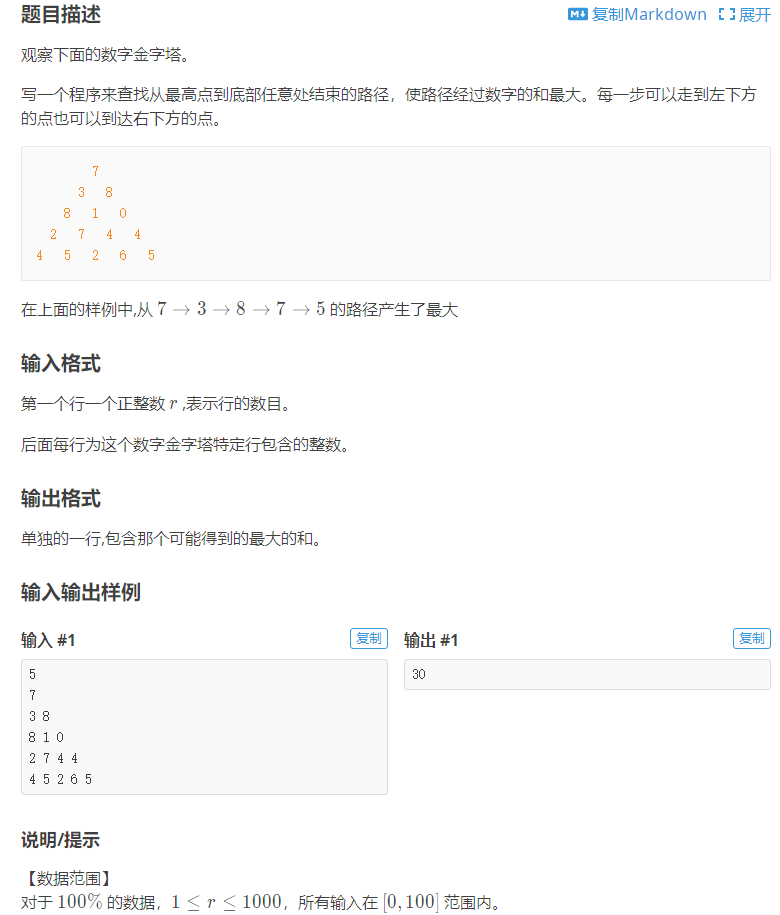 题目描述
复制Markdown 展开
观察下面的数字金字塔。
写一个程序来查找从最高点到底部任意处结束的路径，使路径经过数字的和最大。每一步可以走到左下方
的点也可以到达右下方的点。
7
3 8
8 1 0
2 7 4 4
4 5 2 6 5
在上面的样例中,从 7 → 3 → 8 → 7 → 5 的路径产生了最大
输入格式
第一个行一个正整数 r ,表示行的数目。
后面每行为这个数字金字塔特定行包含的整数。
输出格式
单独的一行,包含那个可能得到的最大的和。
输入输出样例
输入 #1
复制
5
7
3 8
8 1 0
2 7 4 4
4 5 2 6 5
输出 #1
复制
30
说明/提示
【数据范围】
对于 100% 的数据，1 ≤ r ≤ 1000，所有输入在 [0, 100] 范围内。